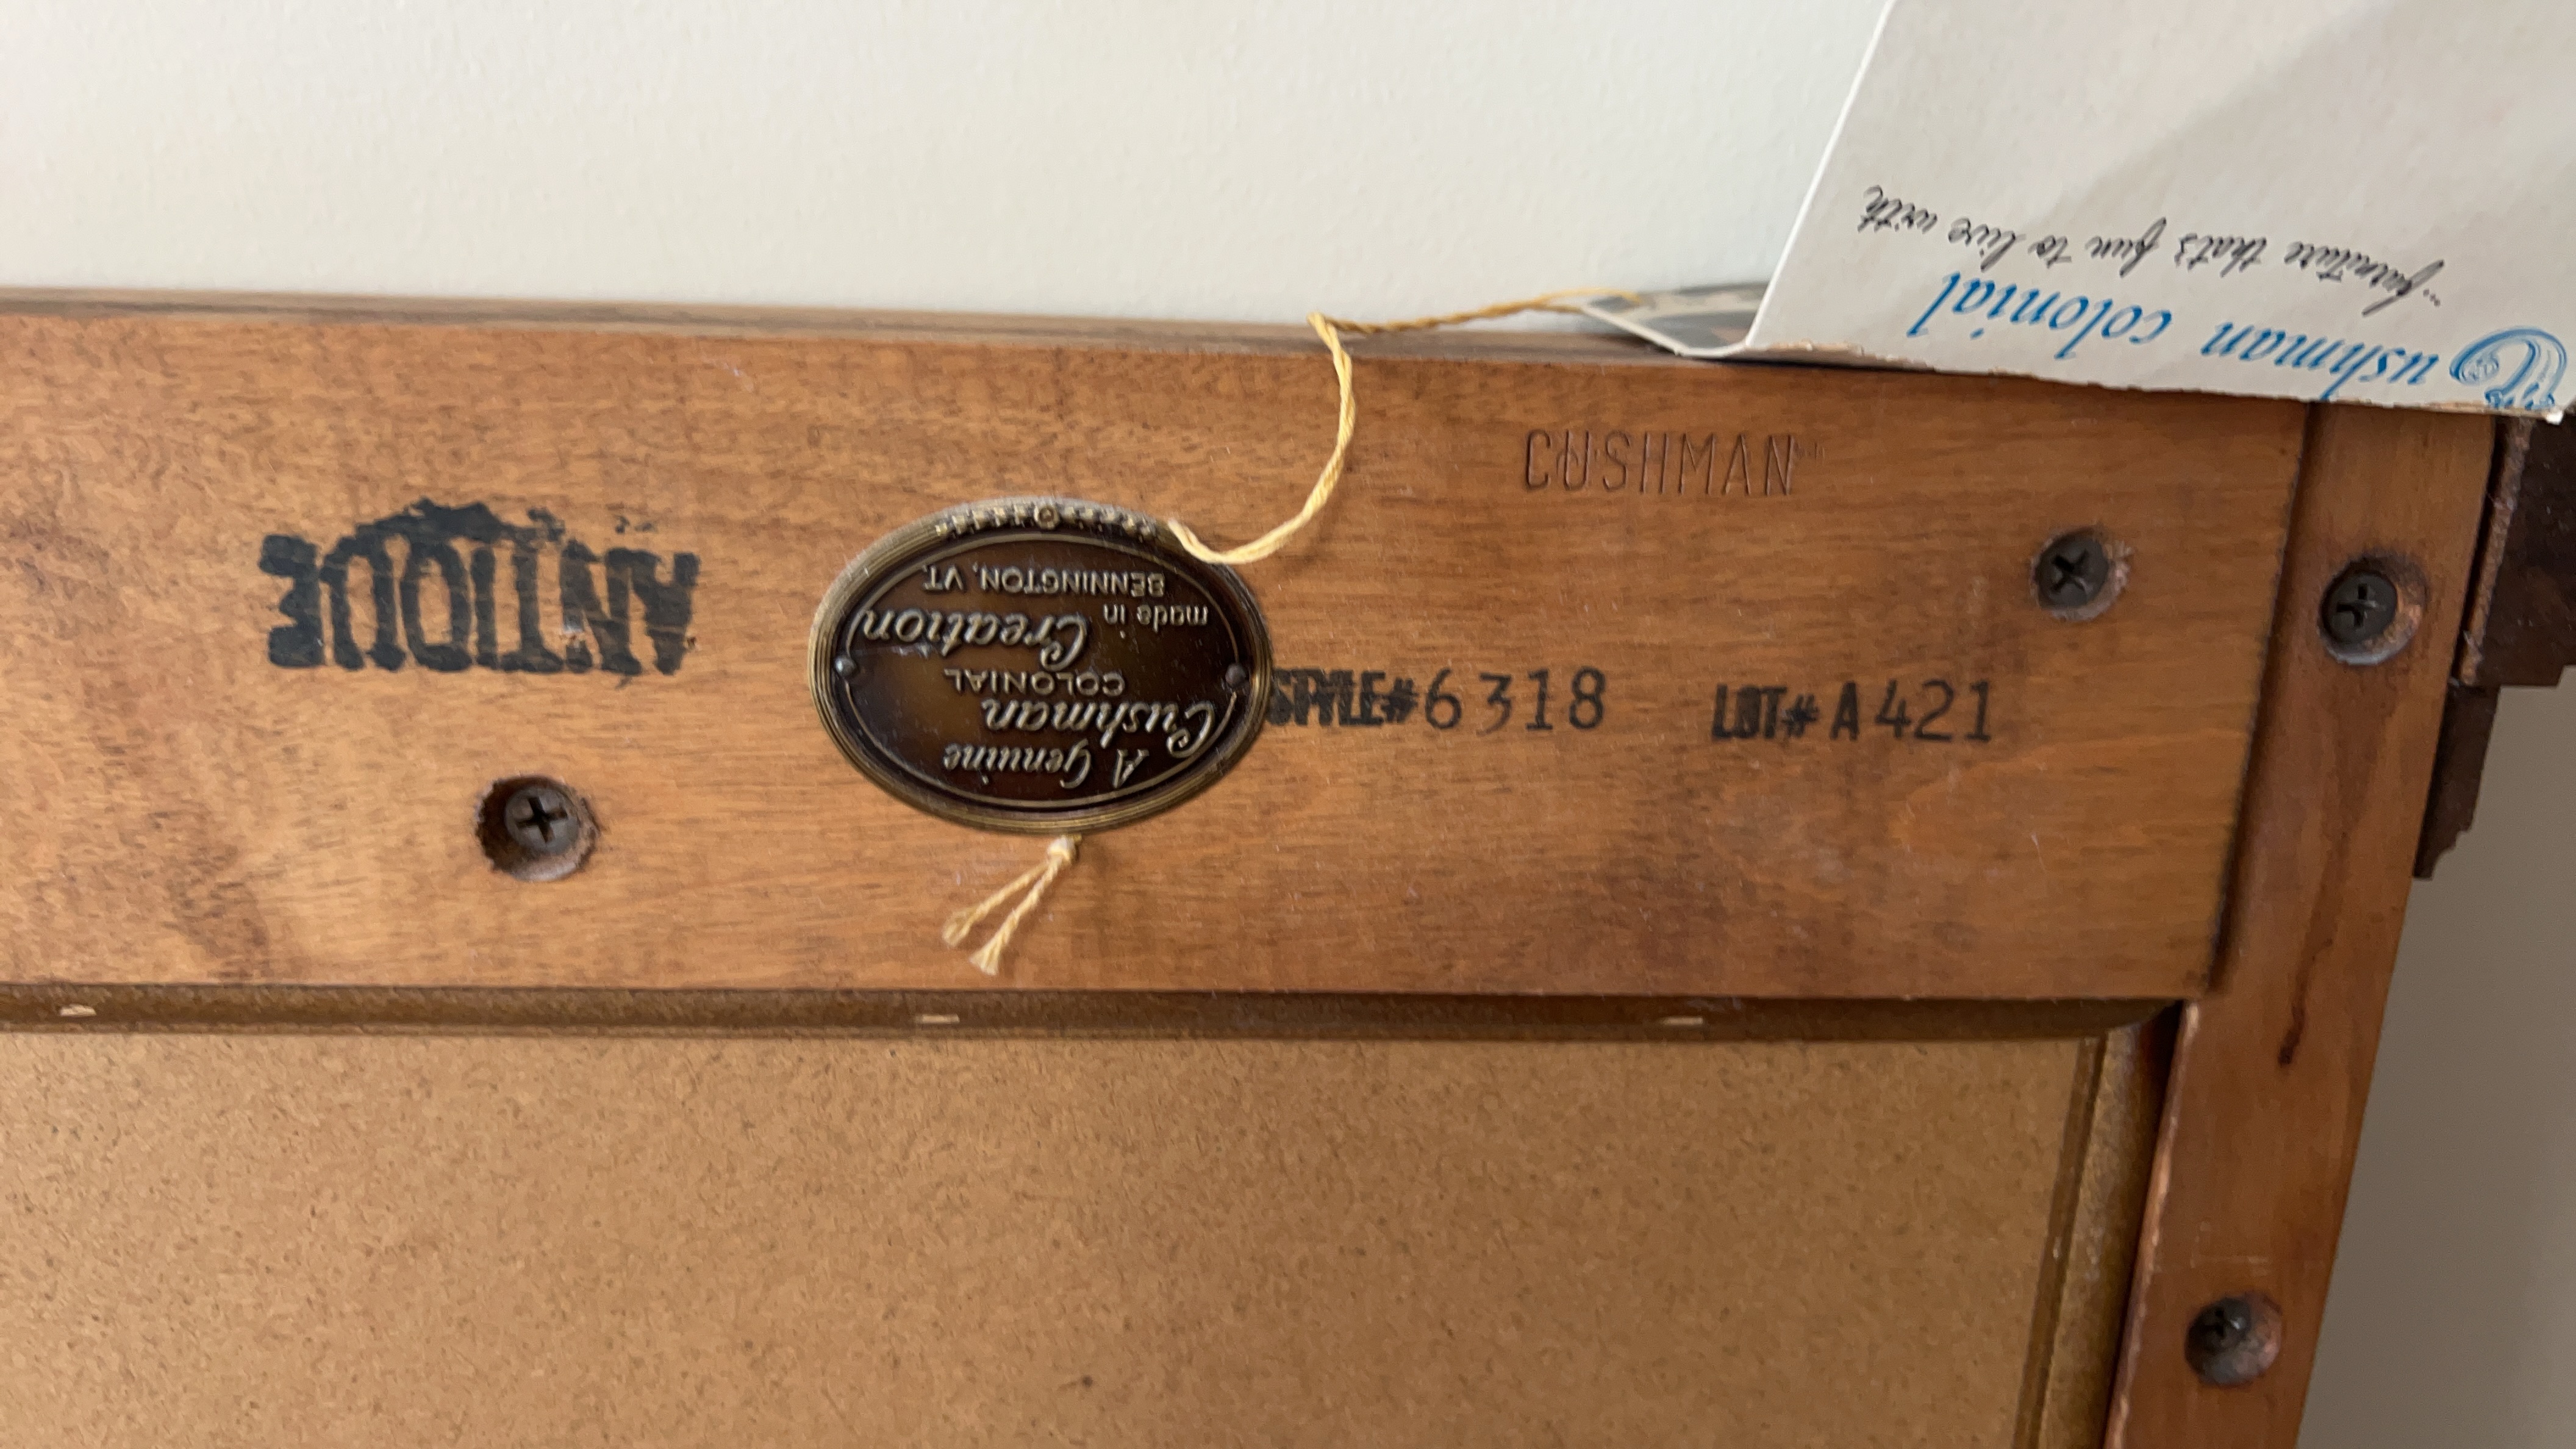 Cushman colonial
"...furniture that's fun to live with
CUSHMAN
ANTIQUE
A Genuine
Cushman
COLONIAL
Creation
made in
BENNINGTON, VT.
STYLE# 6318 LOT# A421